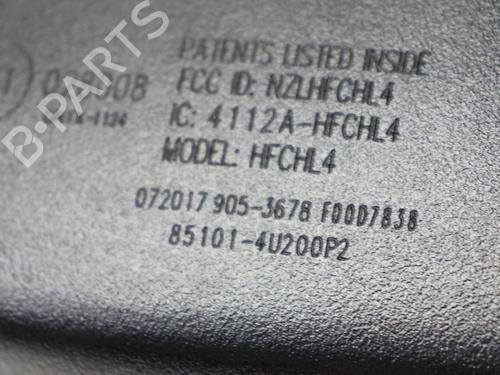 B-PARTS
PATENTS LISTED INSIDE
FCC ID: NZLHFCHL4
IC: 4112A-HFCHL4
MODEL: HFCHL4
072017 905-3678 F00D7838
85101-4U200P2